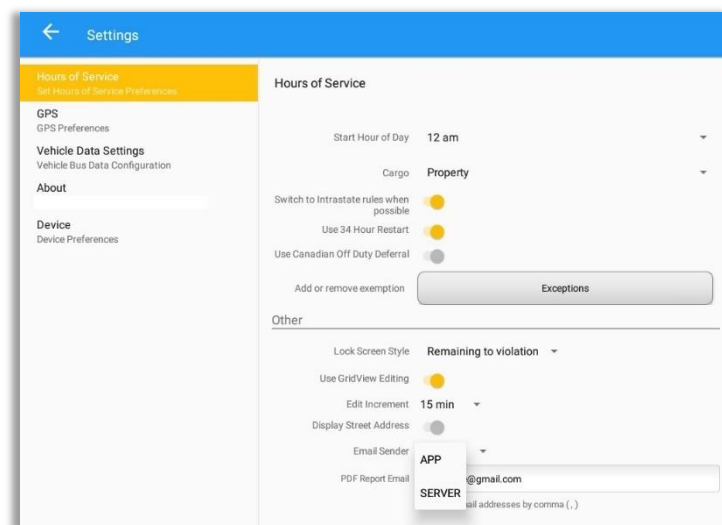 Settings
Hours of Service
Set Hours of Service Preferences
GPS
GPS Preferences
Vehicle Data Settings
Vehicle Bus Data Configuration
About
Device
Device Preferences
Hours of Service
Start Hour of Day 12 am
Cargo Property
Switch to Intrastate rules when
possible
Use 34 Hour Restart
Use Canadian Off Duty Deferral
Add or remove exemption Exceptions
Other
Lock Screen Style Remaining to violation
Use GridView Editing
Edit Increment 15 min
Display Street Address
Email Sender
APP
PDF Report Email @gmail.com
SERVER
addresses by comma (,)